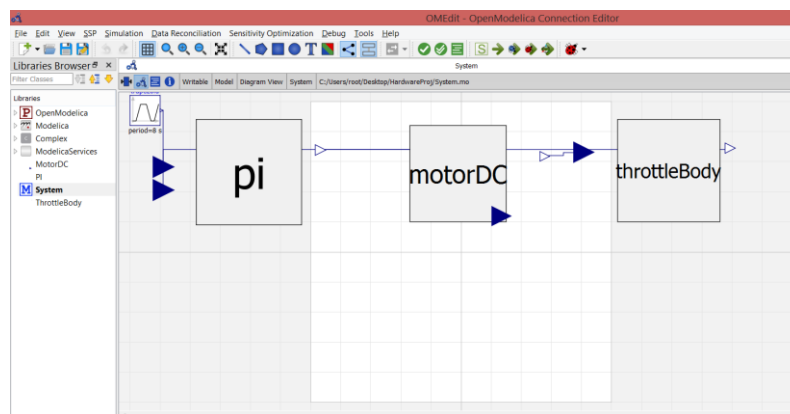 OMEdit - OpenModelica Connection Editor
File Edit View SSP Simulation Data Reconciliation Sensitivity Optimization Debug Tools Help
Libraries Browser
System
Filter Classes
Writable Model Diagram View System C:/Users/root/Desktop/HardwareProj/System.mo
Libraries
P OpenModelica
Modelica
Complex
ModelicaServices
MotorDC
PI
M System
ThrottleBody
period=8 s
pi
motorDC
throttleBody